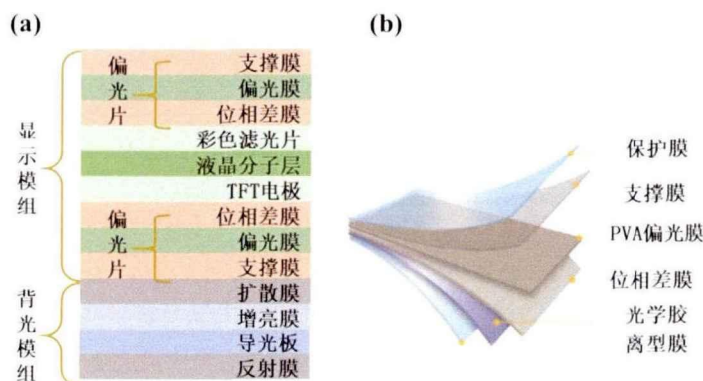 (a)
(b)
显示模组
背光模组
偏光片
支撑膜
偏光膜
位相差膜
彩色滤光片
液晶分子层
TFT电极
偏光片
位相差膜
偏光膜
支撑膜
扩散膜
增亮膜
导光板
反射膜
保护膜
支撑膜
PVA偏光膜
位相差膜
光学胶
离型膜